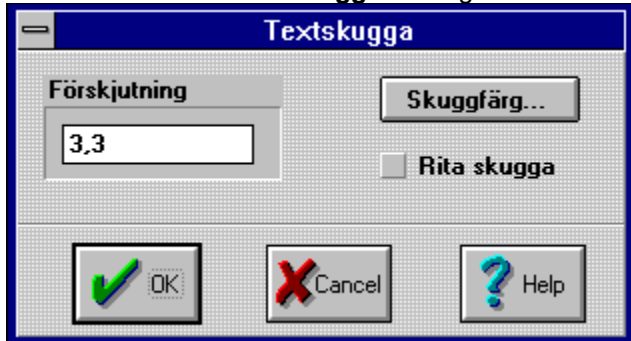 Textskugga
Förskjutning
3,3
Skuggfärg...
Rita skugga
OK
Cancel
Help